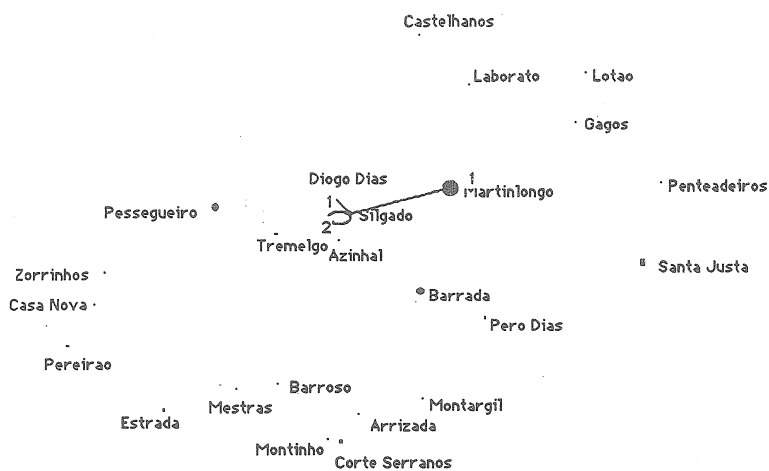 Castelhanos
Laborato
Lotao
Gagos
Diogo Dias
1
Martinlongo
Penteadeiros
Pessegueiro
1
Silgado
2
Tremelgo
Azinhal
Zorrinhos
Santa Justa
Casa Nova
Barrada
Pero Dias
Pereirao
Barroso
Mestras
Montargil
Estrada
Arrizada
Montinho
Corte Serranos